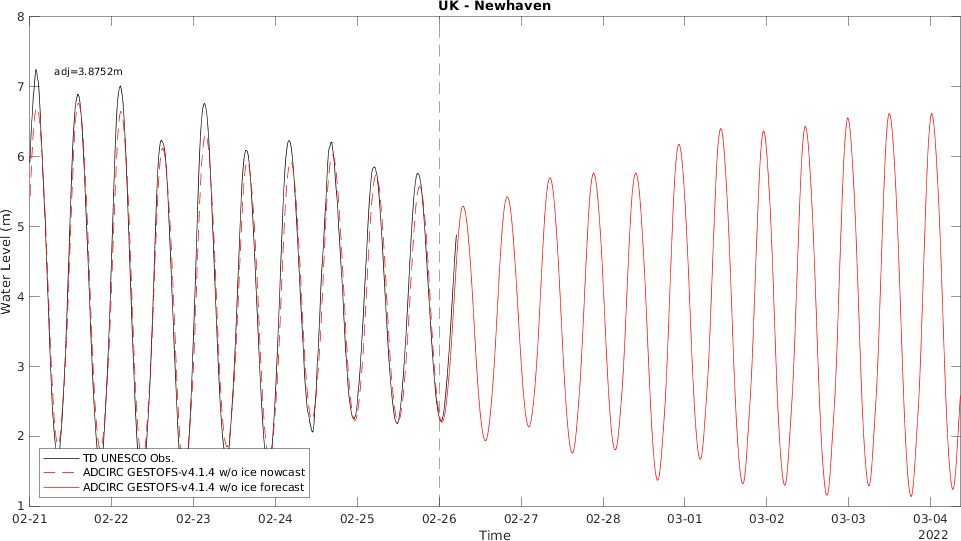 UK - Newhaven
adj=3.8752m
8
7
6
5
4
3
2
1
Water Level (m)
TD UNESCO Obs.
ADCIRC GESTOFS-v4.1.4 w/o ice nowcast
ADCIRC GESTOFS-v4.1.4 w/o ice forecast
02-21 02-22 02-23 02-24 02-25 02-26 02-27 02-28 03-01 03-02 03-03 03-04
Time
2022